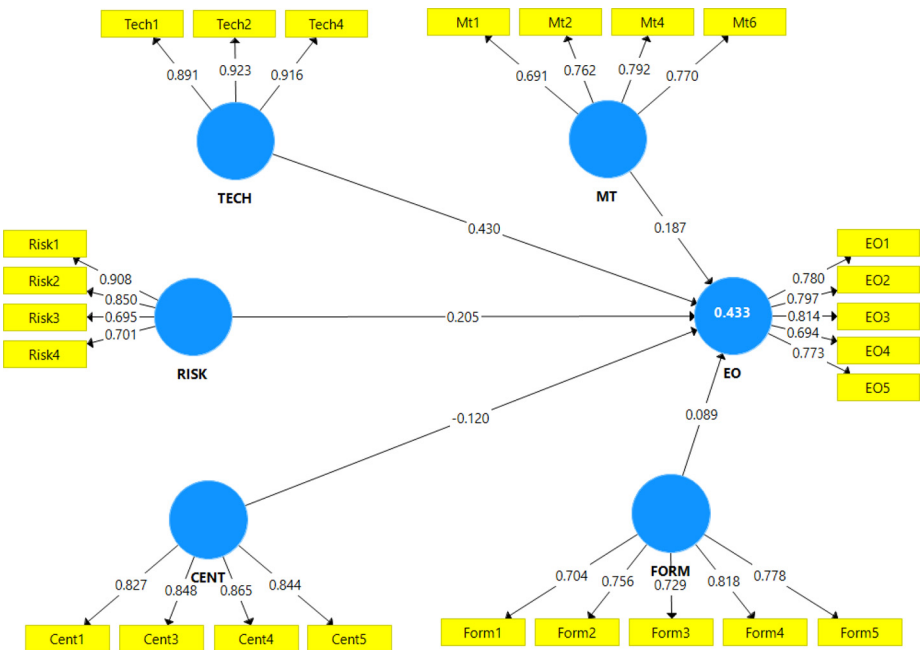 Tech1 Tech2 Tech4
Mt1 Mt2 Mt4 Mt6
0.891 0.923 0.916
0.691 0.762 0.792 0.770
TECH
MT
0.430
0.187
Risk1
Risk2
Risk3
Risk4
0.908
0.850
0.695
0.701
RISK
0.205
0.433
EO
0.780
0.797
0.814
0.694
0.773
EO1
EO2
EO3
EO4
EO5
-0.120
0.089
CENT
0.827 0.848 0.865 0.844
Cent1 Cent3 Cent4 Cent5
FORM
0.704 0.756 0.729 0.818 0.778
Form1 Form2 Form3 Form4 Form5